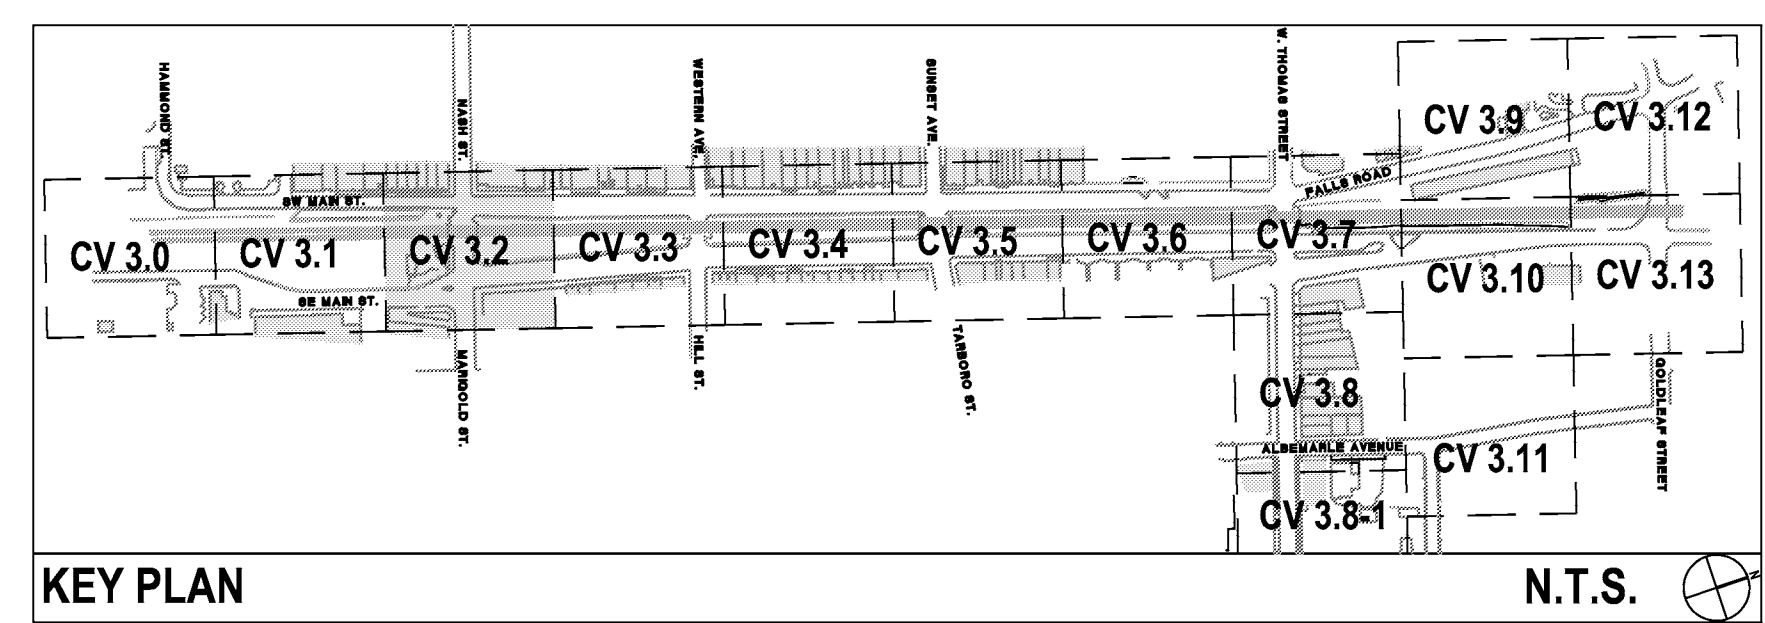 HAMMOND ST.
NASH ST.
WESTERN AVE.
SUNSET AVE.
W. THOMAS STREET
CV 3.9
CV 3.12
FALLS ROAD
SW MAIN ST.
CV 3.0
CV 3.1
CV 3.2
CV 3.3
CV 3.4
CV 3.5
CV 3.6
CV 3.7
CV 3.10
CV 3.13
SE MAIN ST.
MARIGOLD ST.
HILL ST.
TARBORO ST.
GOLDLEAF STREET
CV 3.8
ALBEMARLE AVENUE
CV 3.11
CV 3.8-1
KEY PLAN
N.T.S.
N